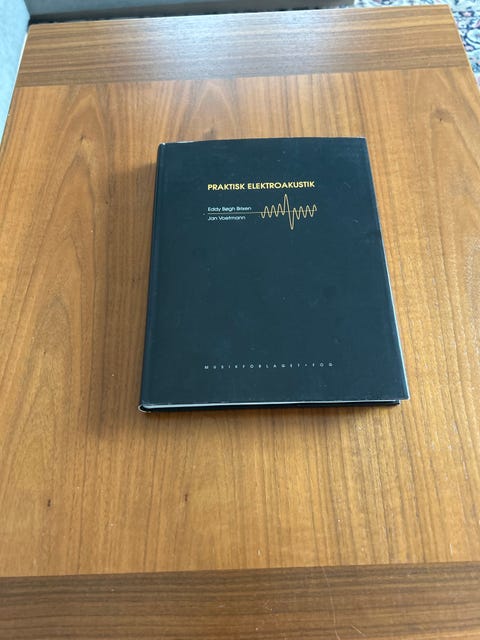 PRAKTISK ELEKTROAKUSTIK
Eddy Bøgh Brixen
Jan Voetmann
MUSIKFORLAGET • FOG